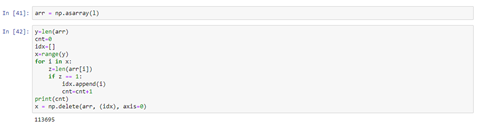 In [41]: arr = np.asarray(l)
In [42]: y=len(arr)
cnt=0
idx=[]
x=range(y)
for i in x:
    z=len(arr[i])
    if z == 1:
        idx.append(i)
        cnt=cnt+1
print(cnt)
x = np.delete(arr, (idx), axis=0)
113695